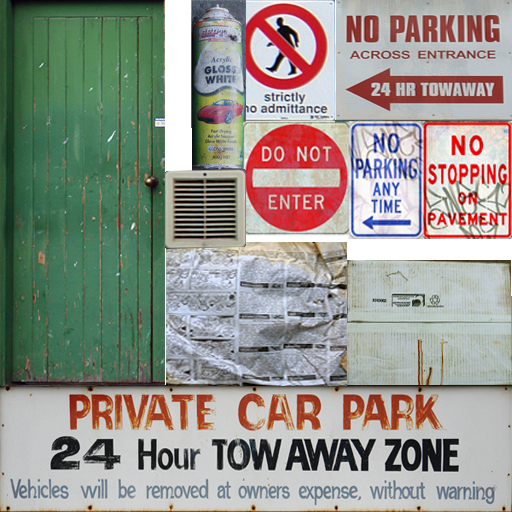 Acrylic
GLOSS
WHITE
strictly
no admittance
NO PARKING
ACROSS ENTRANCE
24 HR TOWAWAY
DO NOT
ENTER
NO
PARKING
ANY
TIME
NO
STOPPING
ON
PAVEMENT
PRIVATE CAR PARK
24 Hour TOW AWAY ZONE
Vehicles will be removed at owners expense, without warning